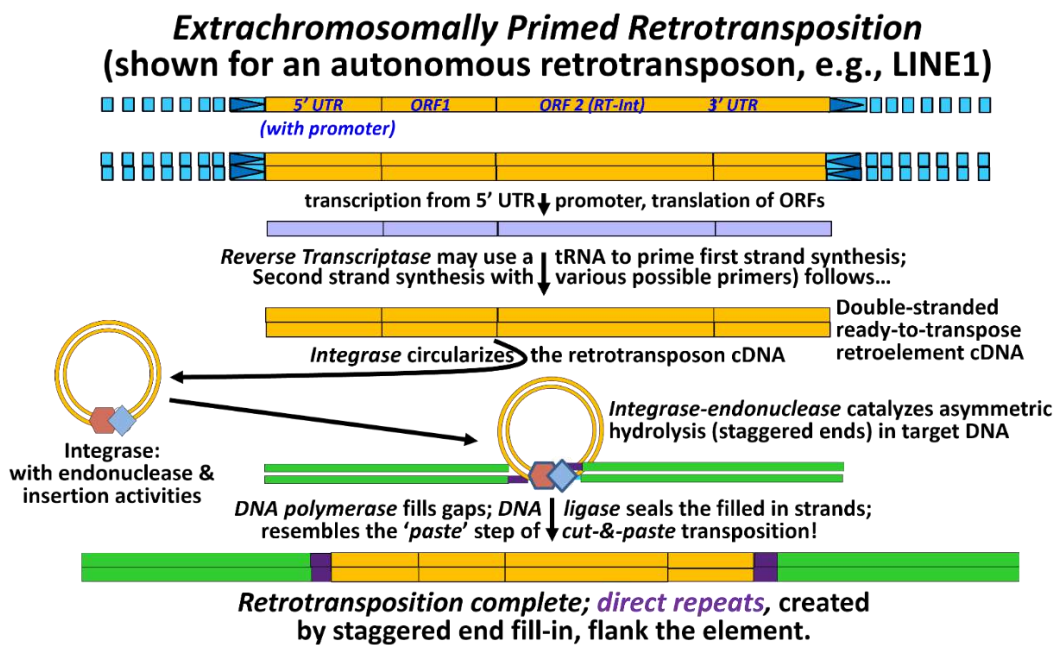 Extrachromosomally Primed Retrotransposition
(shown for an autonomous retrotransposon, e.g., LINE1)
5’ UTR ORF1 ORF 2 (RT-Int) 3’ UTR
(with promoter)
transcription from 5’ UTR promoter, translation of ORFs
Reverse Transcriptase may use a tRNA to prime first strand synthesis;
Second strand synthesis with various possible primers) follows…
Double-stranded
ready-to-transpose
retroelement cDNA
Integrase circularizes the retrotransposon cDNA
Integrase-endonuclease catalyzes asymmetric
hydrolysis (staggered ends) in target DNA
Integrase:
with endonuclease &
insertion activities
DNA polymerase fills gaps; DNA ligase seals the filled in strands;
resembles the ‘paste’ step of cut-&-paste transposition!
Retrotransposition complete; direct repeats, created
by staggered end fill-in, flank the element.